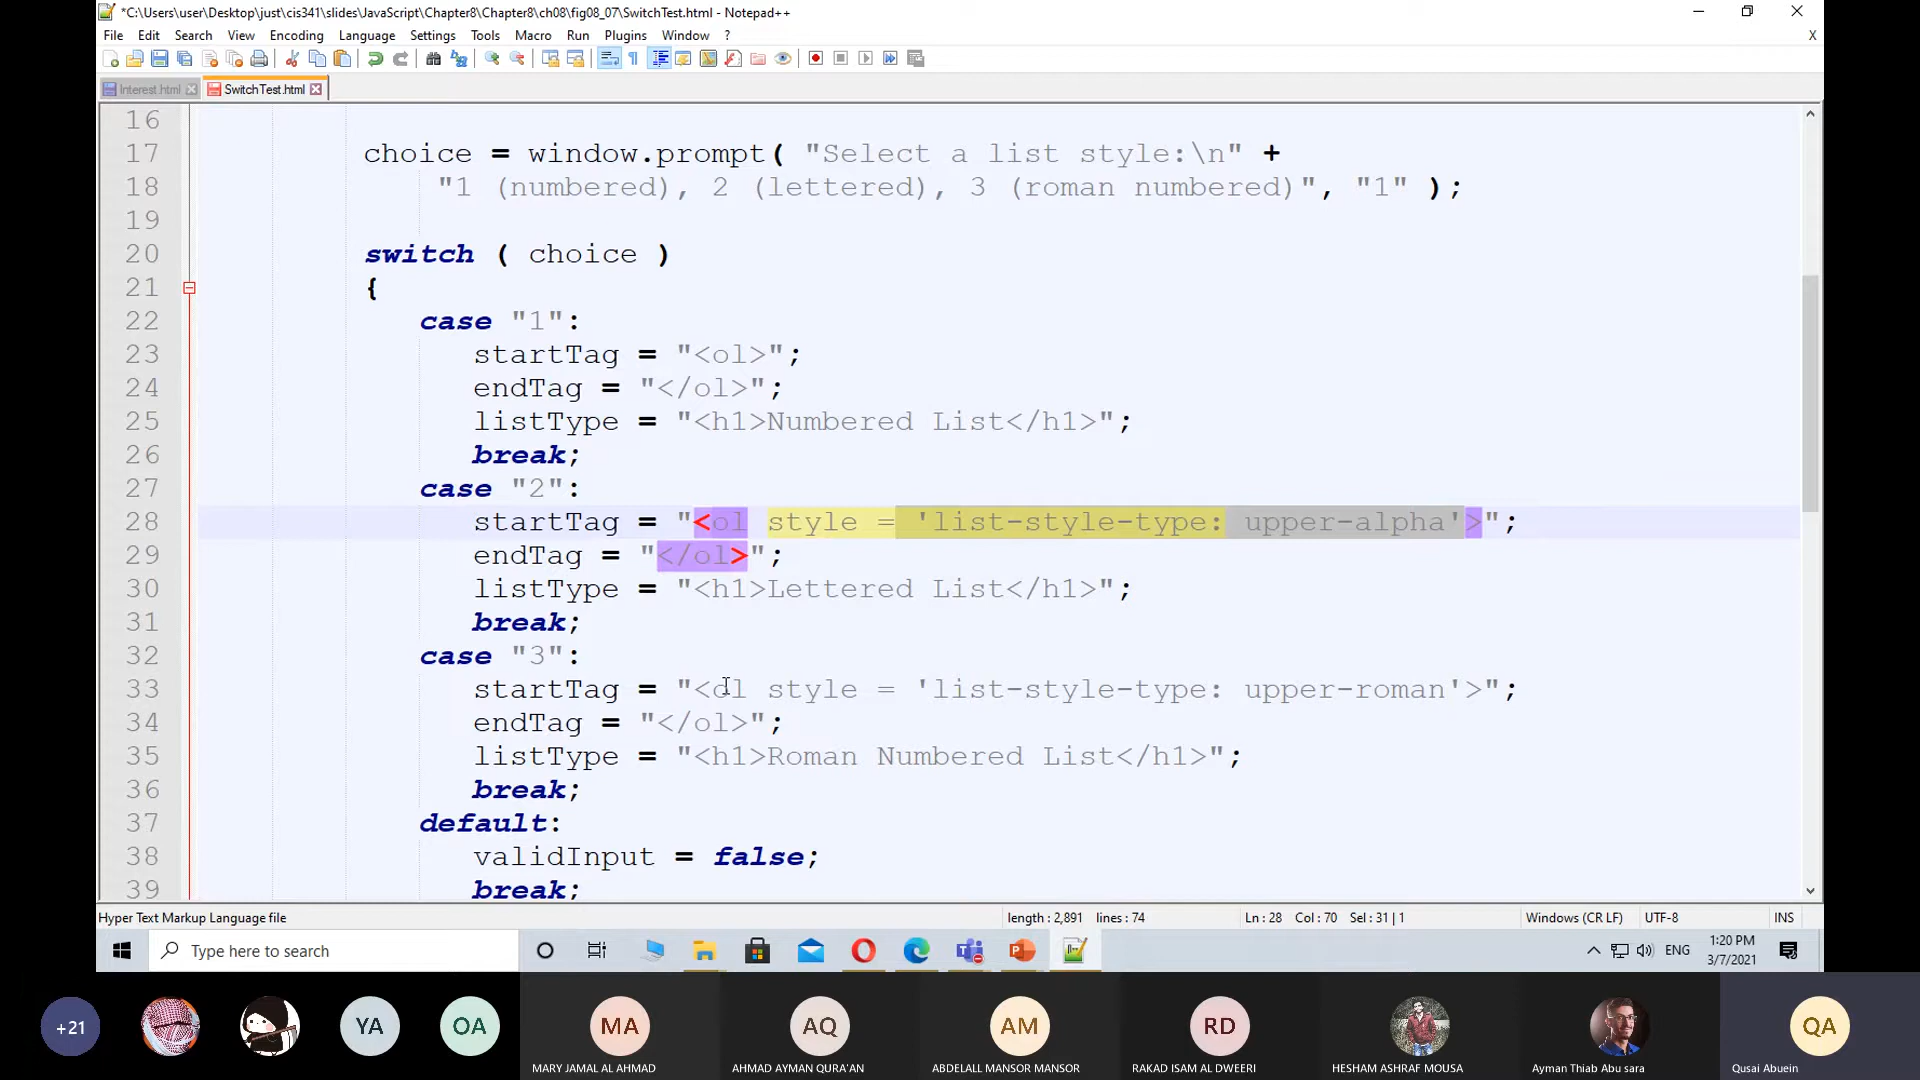 *C:\Users\user\Desktop\just\cis341\slides\JavaScript\Chapter8\Chapter8\ch08\fig08_07\SwitchTest.html - Notepad++
File Edit Search View Encoding Language Settings Tools Macro Run Plugins Window ? X
Interest.html SwitchTest.html
16
17 choice = window.prompt( "Select a list style:\n" +
18 "1 (numbered), 2 (lettered), 3 (roman numbered)", "1" );
19
20 switch ( choice )
21 {
22 case "1":
23 startTag = "<ol>";
24 endTag = "</ol>";
25 listType = "<h1>Numbered List</h1>";
26 break;
27 case "2":
28 startTag = "<ol style = 'list-style-type: upper-alpha'>";
29 endTag = "</ol>";
30 listType = "<h1>Lettered List</h1>";
31 break;
32 case "3":
33 startTag = "<ol style = 'list-style-type: upper-roman'>";
34 endTag = "</ol>";
35 listType = "<h1>Roman Numbered List</h1>";
36 break;
37 default:
38 validInput = false;
39 break;
Hyper Text Markup Language file length : 2,891 lines : 74 Ln : 28 Col : 70 Sel : 31 | 1 Windows (CR LF) UTF-8 INS
Type here to search ENG 1:20 PM
3/7/2021
+21 YA OA MA AQ AM RD QA
MARY JAMAL AL AHMAD AHMAD AYMAN QURA'AN ABDELALL MANSOR MANSOR RAKAD ISAM AL DWEERI HESHAM ASHRAF MOUSA Ayman Thiab Abu sara Qusai Abuein